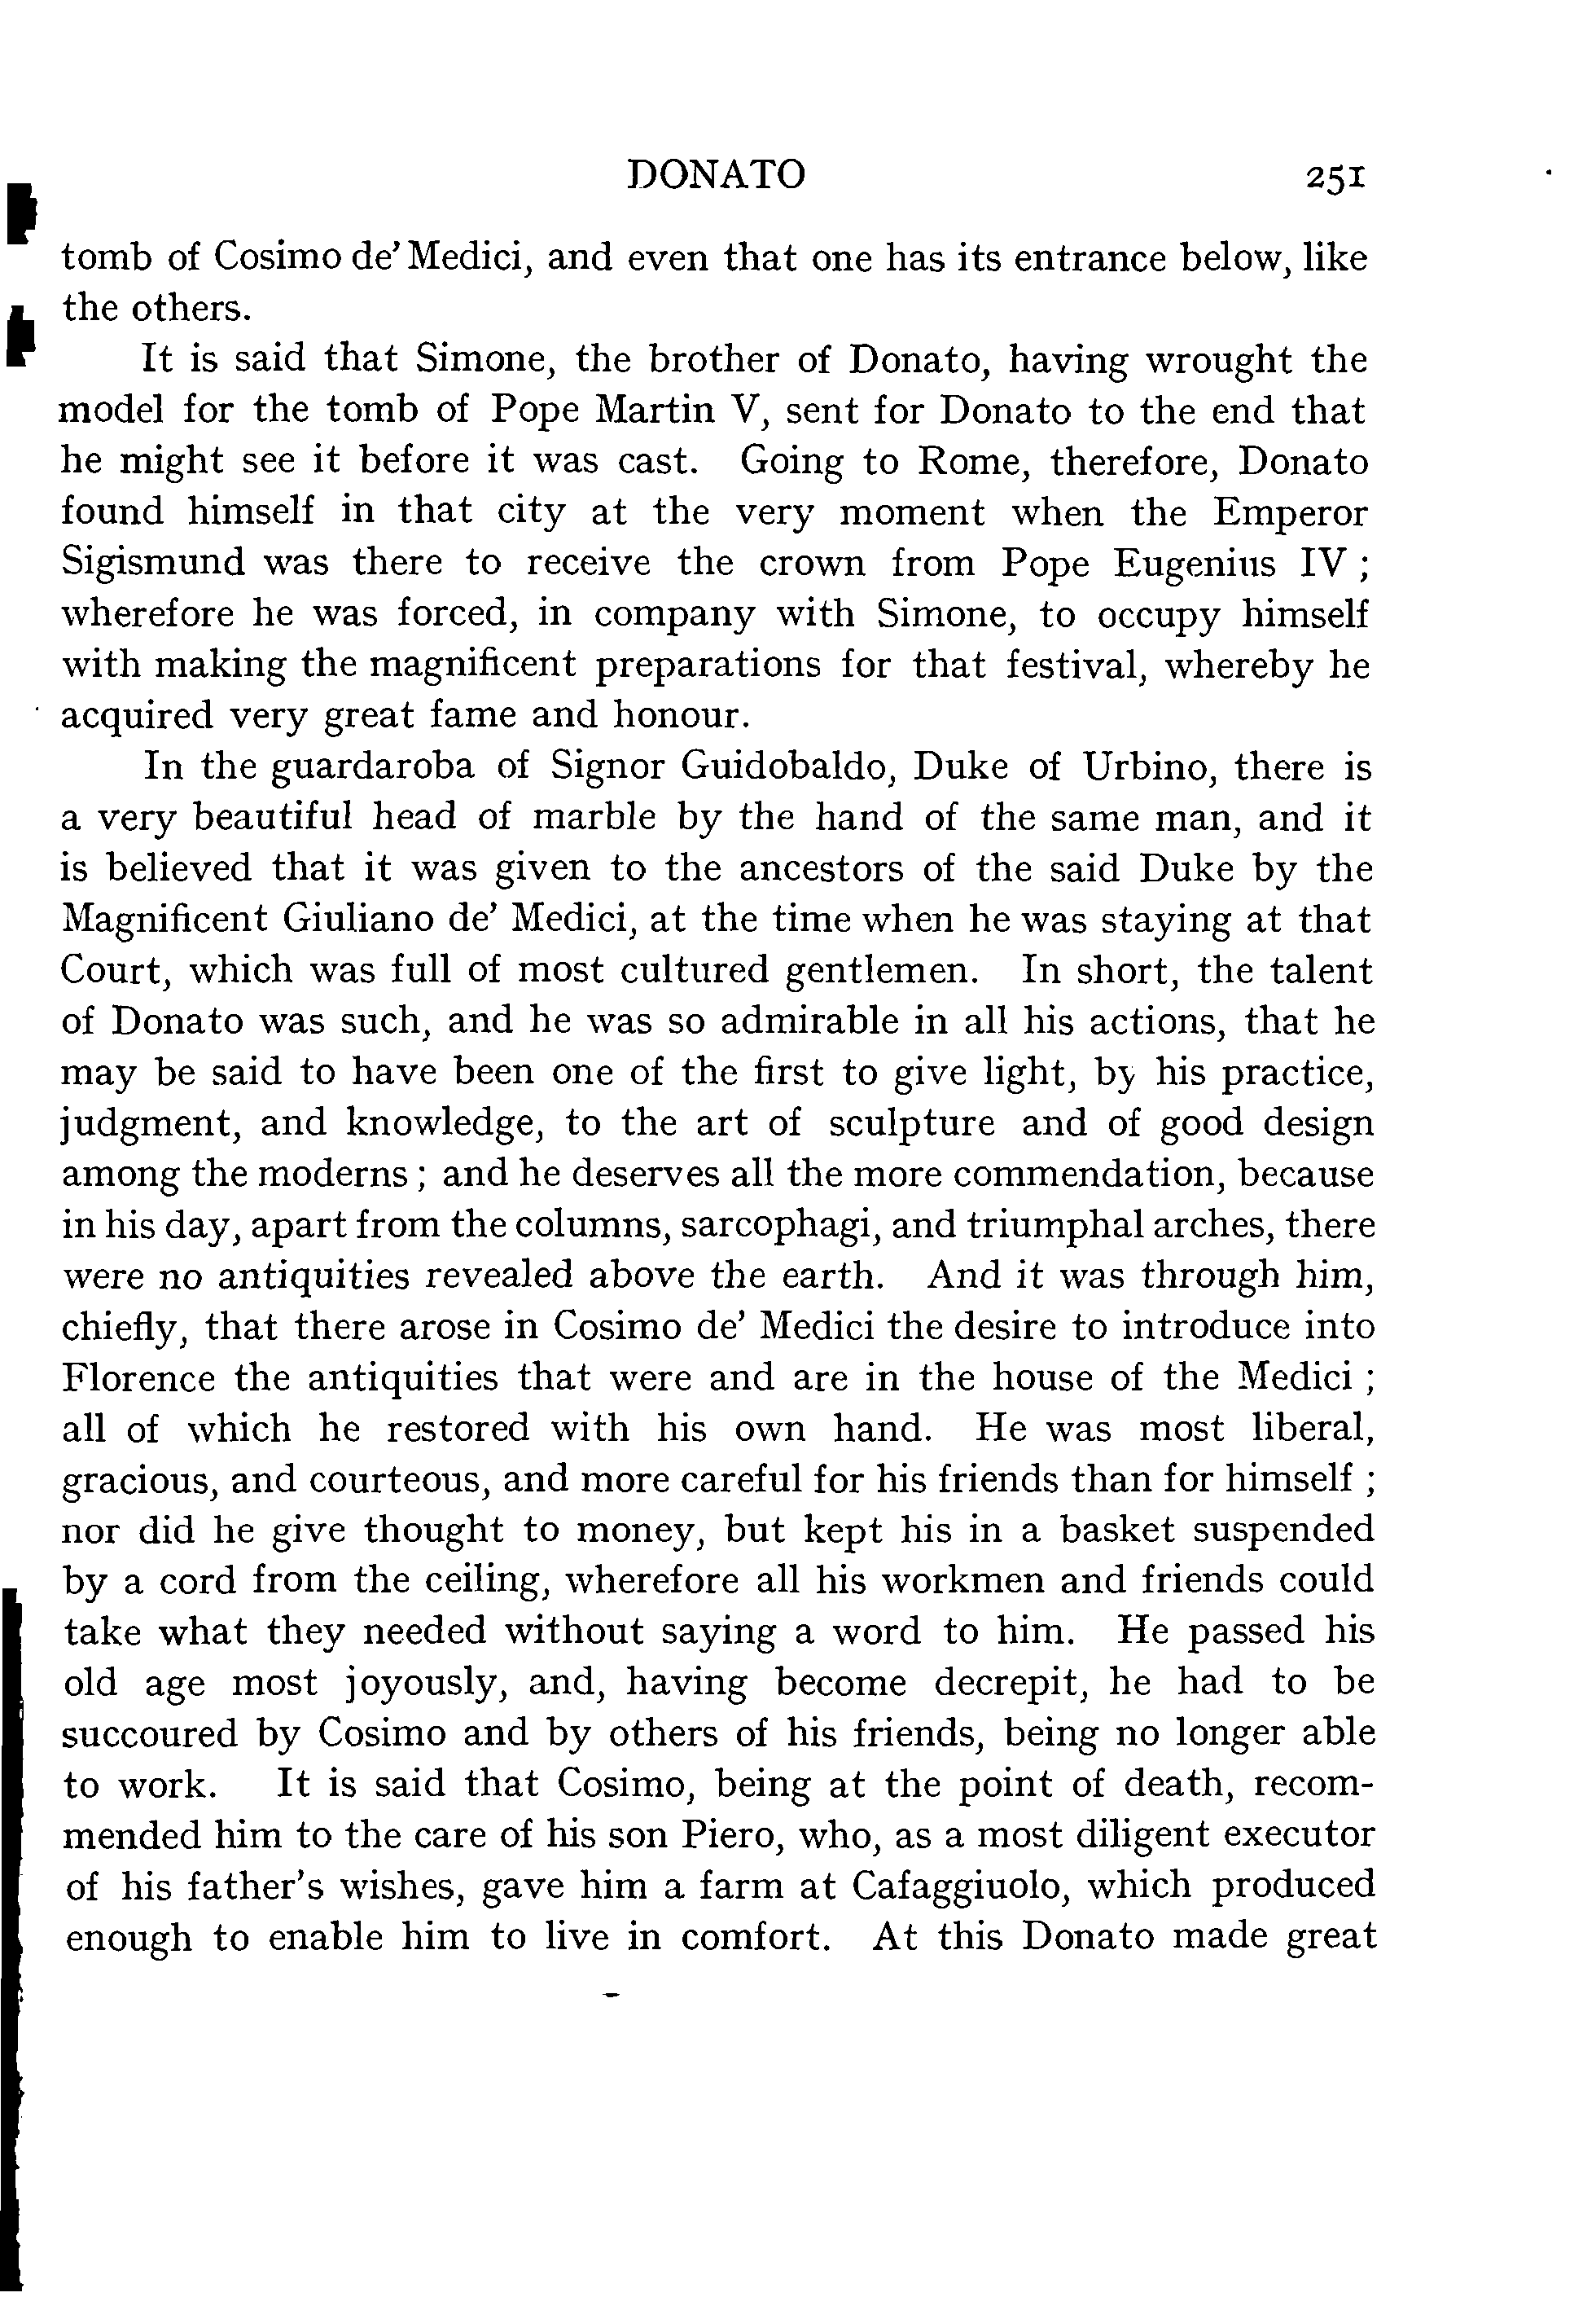 DONATO 251
tomb of Cosimo de' Medici, and even that one has its entrance below, like
the others.
It is said that Simone, the brother of Donato, having wrought the
model for the tomb of Pope Martin V, sent for Donato to the end that
he might see it before it was cast. Going to Rome, therefore, Donato
found himself in that city at the very moment when the Emperor
Sigismund was there to receive the crown from Pope Eugenius IV ;
wherefore he was forced, in company with Simone, to occupy himself
with making the magnificent preparations for that festival, whereby he
acquired very great fame and honour.
In the guardaroba of Signor Guidobaldo, Duke of Urbino, there is
a very beautiful head of marble by the hand of the same man, and it
is believed that it was given to the ancestors of the said Duke by the
Magnificent Giuliano de' Medici, at the time when he was staying at that
Court, which was full of most cultured gentlemen. In short, the talent
of Donato was such, and he was so admirable in all his actions, that he
may be said to have been one of the first to give light, by his practice,
judgment, and knowledge, to the art of sculpture and of good design
among the moderns ; and he deserves all the more commendation, because
in his day, apart from the columns, sarcophagi, and triumphal arches, there
were no antiquities revealed above the earth. And it was through him,
chiefly, that there arose in Cosimo de' Medici the desire to introduce into
Florence the antiquities that were and are in the house of the Medici ;
all of which he restored with his own hand. He was most liberal,
gracious, and courteous, and more careful for his friends than for himself ;
nor did he give thought to money, but kept his in a basket suspended
by a cord from the ceiling, wherefore all his workmen and friends could
take what they needed without saying a word to him. He passed his
old age most joyously, and, having become decrepit, he had to be
succoured by Cosimo and by others of his friends, being no longer able
to work. It is said that Cosimo, being at the point of death, recom-
mended him to the care of his son Piero, who, as a most diligent executor
of his father's wishes, gave him a farm at Cafaggiuolo, which produced
enough to enable him to live in comfort. At this Donato made great